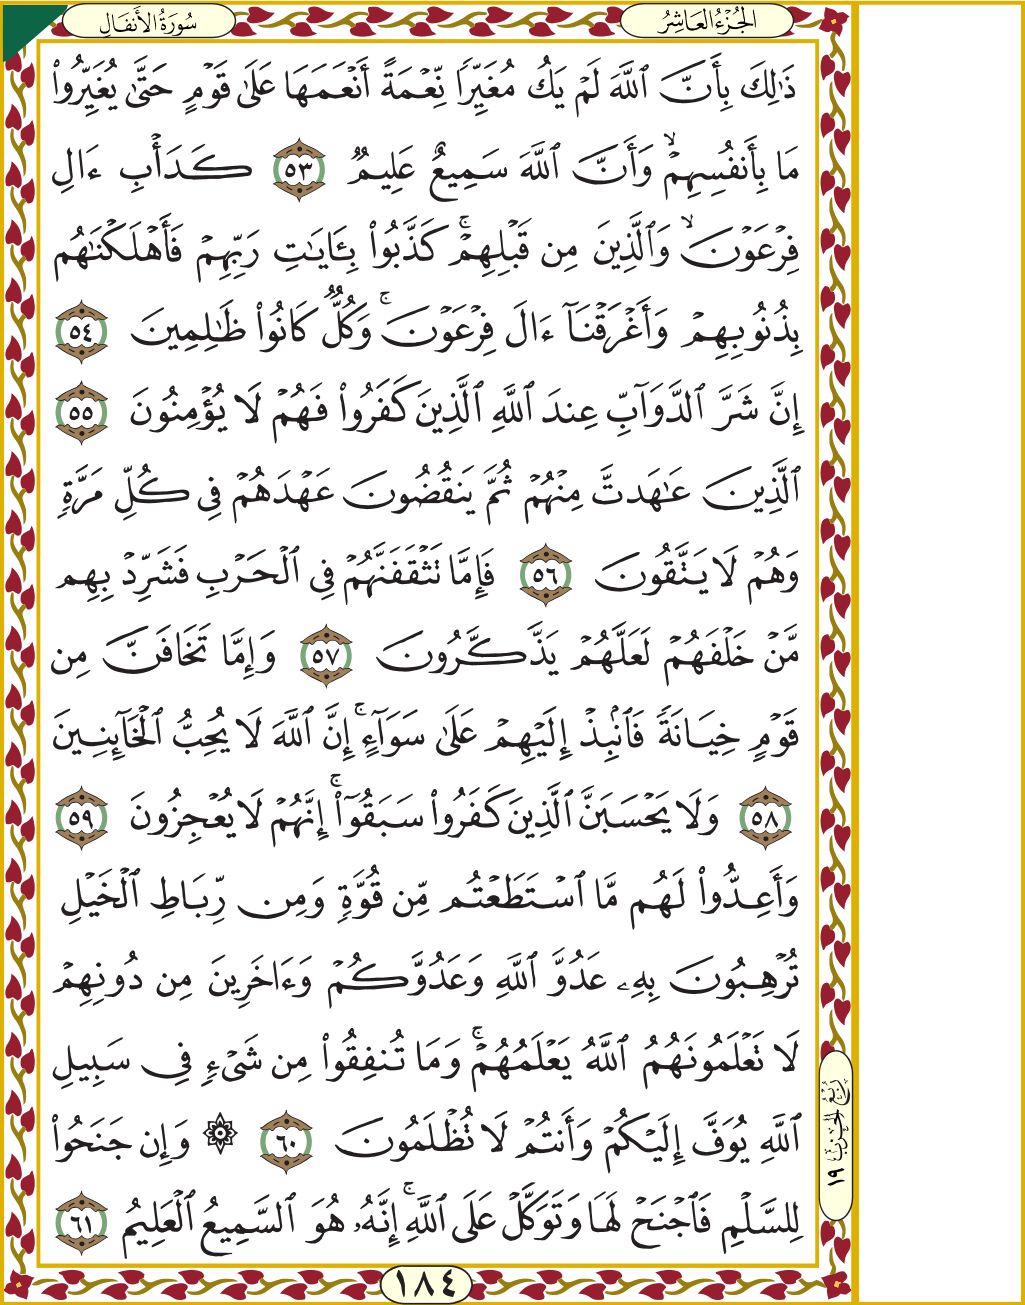 الجُزْءُ العَاشِرُ
سُورَةُ الأَنفَالِ
ذَٰلِكَ بِأَنَّ ٱللَّهَ لَمْ يَكُ مُغَيِّرًا نِّعْمَةً أَنْعَمَهَا عَلَىٰ قَوْمٍ حَتَّىٰ يُغَيِّرُوا۟
مَا بِأَنفُسِهِمْ ۙ وَأَنَّ ٱللَّهَ سَمِيعٌ عَلِيمٌ ٥٣ كَدَأْبِ ءَالِ
فِرْعَوْنَ ۙ وَٱلَّذِينَ مِن قَبْلِهِمْ ۚ كَذَّبُوا۟ بِـَٔايَٰتِ رَبِّهِمْ فَأَهْلَكْنَٰهُم
بِذُنُوبِهِمْ وَأَغْرَقْنَآ ءَالَ فِرْعَوْنَ ۚ وَكُلٌّ كَانُوا۟ ظَٰلِمِينَ ٥٤
إِنَّ شَرَّ ٱلدَّوَآبِّ عِندَ ٱللَّهِ ٱلَّذِينَ كَفَرُوا۟ فَهُمْ لَا يُؤْمِنُونَ ٥٥
ٱلَّذِينَ عَٰهَدتَّ مِنْهُمْ ثُمَّ يَنقُضُونَ عَهْدَهُمْ فِى كُلِّ مَرَّةٍ
وَهُمْ لَا يَتَّقُونَ ٥٦ فَإِمَّا تَثْقَفَنَّهُمْ فِى ٱلْحَرْبِ فَشَرِّدْ بِهِم
مَّنْ خَلْفَهُمْ لَعَلَّهُمْ يَذَّكَّرُونَ ٥٧ وَإِمَّا تَخَافَنَّ مِن
قَوْمٍ خِيَانَةً فَٱنۢبِذْ إِلَيْهِمْ عَلَىٰ سَوَآءٍ ۚ إِنَّ ٱللَّهَ لَا يُحِبُّ ٱلْخَآئِنِينَ
٥٨ وَلَا يَحْسَبَنَّ ٱلَّذِينَ كَفَرُوا۟ سَبَقُوٓا۟ ۚ إِنَّهُمْ لَا يُعْجِزُونَ ٥٩
وَأَعِدُّوا۟ لَهُم مَّا ٱسْتَطَعْتُم مِّن قُوَّةٍ وَمِن رِّبَاطِ ٱلْخَيْلِ
تُرْهِبُونَ بِهِۦ عَدُوَّ ٱللَّهِ وَعَدُوَّكُمْ وَءَاخَرِينَ مِن دُونِهِمْ
لَا تَعْلَمُونَهُمُ ٱللَّهُ يَعْلَمُهُمْ ۚ وَمَا تُنفِقُوا۟ مِن شَىْءٍ فِى سَبِيلِ
ٱللَّهِ يُوَفَّ إِلَيْكُمْ وَأَنتُمْ لَا تُظْلَمُونَ ٦٠ ۞ وَإِن جَنَحُوا۟
لِلسَّلْمِ فَٱجْنَحْ لَهَا وَتَوَكَّلْ عَلَى ٱللَّهِ ۚ إِنَّهُۥ هُوَ ٱلسَّمِيعُ ٱلْعَلِيمُ ٦١
رُبْعُ الحِزْب ١٩
١٨٤